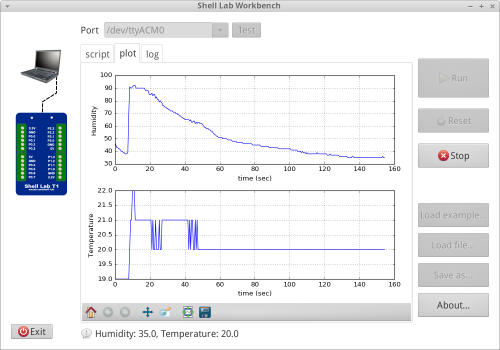 Shell Lab Workbench
Port /dev/ttyACM0 Test
script plot log
Humidity
100
90
80
70
60
50
40
30
0 20 40 60 80 100 120 140 160
time (sec)
Temperature
22.0
21.5
21.0
20.5
20.0
19.5
19.0
0 20 40 60 80 100 120 140 160
time (sec)
Shell Lab T1
Run
Reset
Stop
Load example...
Load file...
Save as...
About...
Exit
Humidity: 35.0, Temperature: 20.0